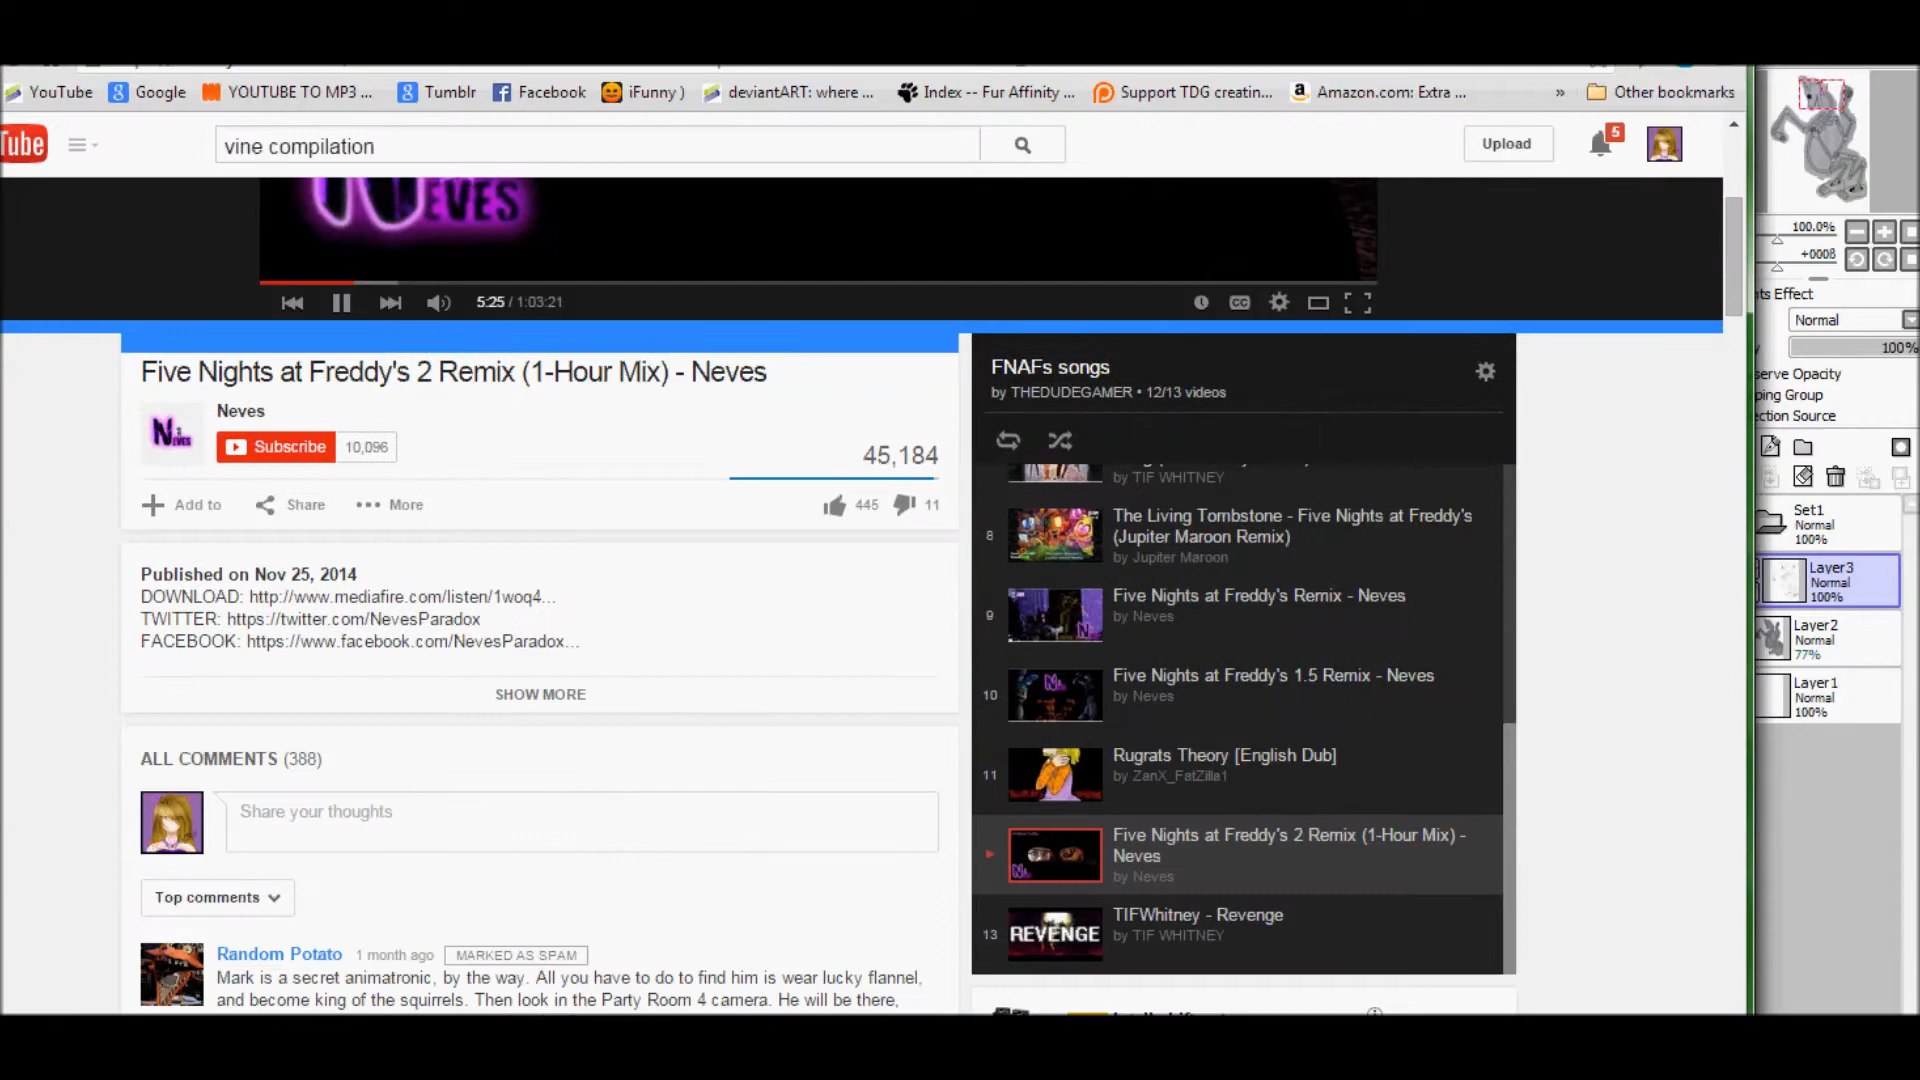 YouTube
Google
YOUTUBE TO MP3 ...
Tumblr
Facebook
iFunny )
deviantART: where ...
Index -- Fur Affinity ...
Support TDG creatin...
Amazon.com: Extra ...
»
Other bookmarks
Tube
vine compilation
Upload
5
NEVES
5:25 / 1:03:21
CC
100.0%
Effect
Normal
100%
Opacity
Group
Source
Five Nights at Freddy's 2 Remix (1-Hour Mix) - Neves
NEVES
Neves
Subscribe
10,096
45,184
Add to
Share
More
445
11
Published on Nov 25, 2014
DOWNLOAD: http://www.mediafire.com/listen/1woq4...
TWITTER: https://twitter.com/NevesParadox
FACEBOOK: https://www.facebook.com/NevesParadox...
SHOW MORE
ALL COMMENTS (388)
Share your thoughts
Top comments
Random Potato 1 month ago MARKED AS SPAM
Mark is a secret animatronic, by the way. All you have to do to find him is wear lucky flannel,
and become king of the squirrels. Then look in the Party Room 4 camera. He will be there,
FNAFs songs
by THEDUDEGAMER • 12/13 videos
by TIF WHITNEY
8
The Living Tombstone - Five Nights at Freddy's
(Jupiter Maroon Remix)
by Jupiter Maroon
9
Five Nights at Freddy's Remix - Neves
by Neves
10
Five Nights at Freddy's 1.5 Remix - Neves
by Neves
11
Rugrats Theory [English Dub]
by ZanX_FatZilla1
Five Nights at Freddy's 2 Remix (1-Hour Mix) -
Neves
by Neves
13
REVENGE
TIFWhitney - Revenge
by TIF WHITNEY
Set1
Normal
100%
Layer3
Normal
100%
Layer2
Normal
77%
Layer1
Normal
100%